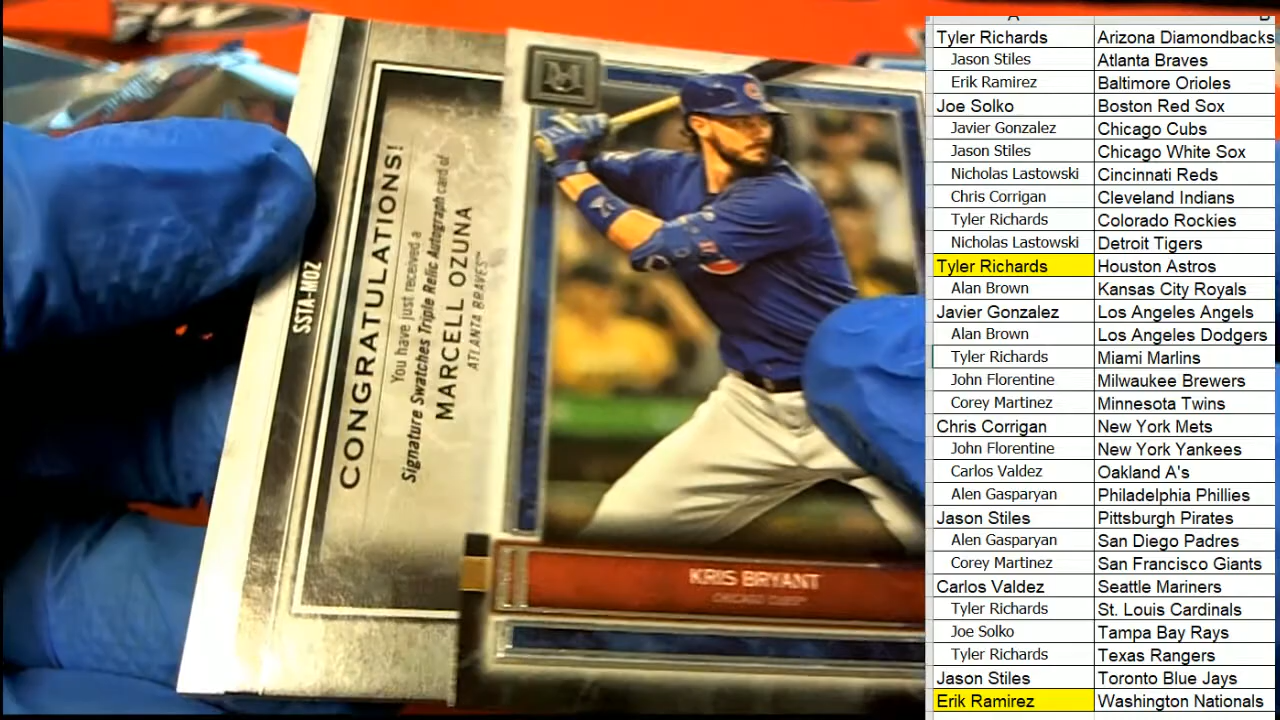 CONGRATULATIONS!
You have just received a
Signature Swatches Triple Relic Autograph card of
MARCELL OZUNA
ATLANTA BRAVES™
SSTA-MOZ
M
KRIS BRYANT
CHICAGO CUBS
A
Tyler Richards Arizona Diamondbacks
Jason Stiles Atlanta Braves
Erik Ramirez Baltimore Orioles
Joe Solko Boston Red Sox
Javier Gonzalez Chicago Cubs
Jason Stiles Chicago White Sox
Nicholas Lastowski Cincinnati Reds
Chris Corrigan Cleveland Indians
Tyler Richards Colorado Rockies
Nicholas Lastowski Detroit Tigers
Tyler Richards Houston Astros
Alan Brown Kansas City Royals
Javier Gonzalez Los Angeles Angels
Alan Brown Los Angeles Dodgers
Tyler Richards Miami Marlins
John Florentine Milwaukee Brewers
Corey Martinez Minnesota Twins
Chris Corrigan New York Mets
John Florentine New York Yankees
Carlos Valdez Oakland A's
Alen Gasparyan Philadelphia Phillies
Jason Stiles Pittsburgh Pirates
Alen Gasparyan San Diego Padres
Corey Martinez San Francisco Giants
Carlos Valdez Seattle Mariners
Tyler Richards St. Louis Cardinals
Joe Solko Tampa Bay Rays
Tyler Richards Texas Rangers
Jason Stiles Toronto Blue Jays
Erik Ramirez Washington Nationals